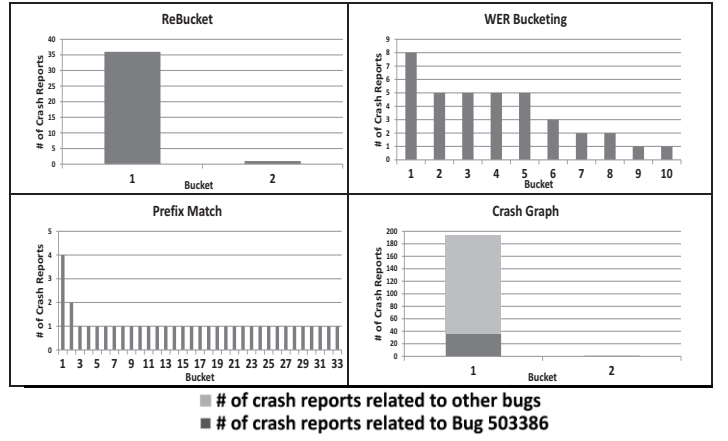 ReBucket
# of Crash Reports
40
35
30
25
20
15
10
5
0
1 2
Bucket
WER Bucketing
# of Crash Reports
9
8
7
6
5
4
3
2
1
0
1 2 3 4 5 6 7 8 9 10
Bucket
Prefix Match
# of Crash Reports
5
4
3
2
1
0
1 3 5 7 9 11 13 15 17 19 21 23 25 27 29 31 33
Bucket
Crash Graph
# of Crash Reports
200
180
160
140
120
100
80
60
40
20
0
1 2
Bucket
# of crash reports related to other bugs
# of crash reports related to Bug 503386